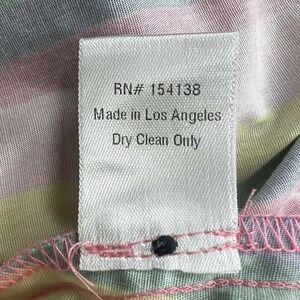 RN# 154138
Made in Los Angeles
Dry Clean Only